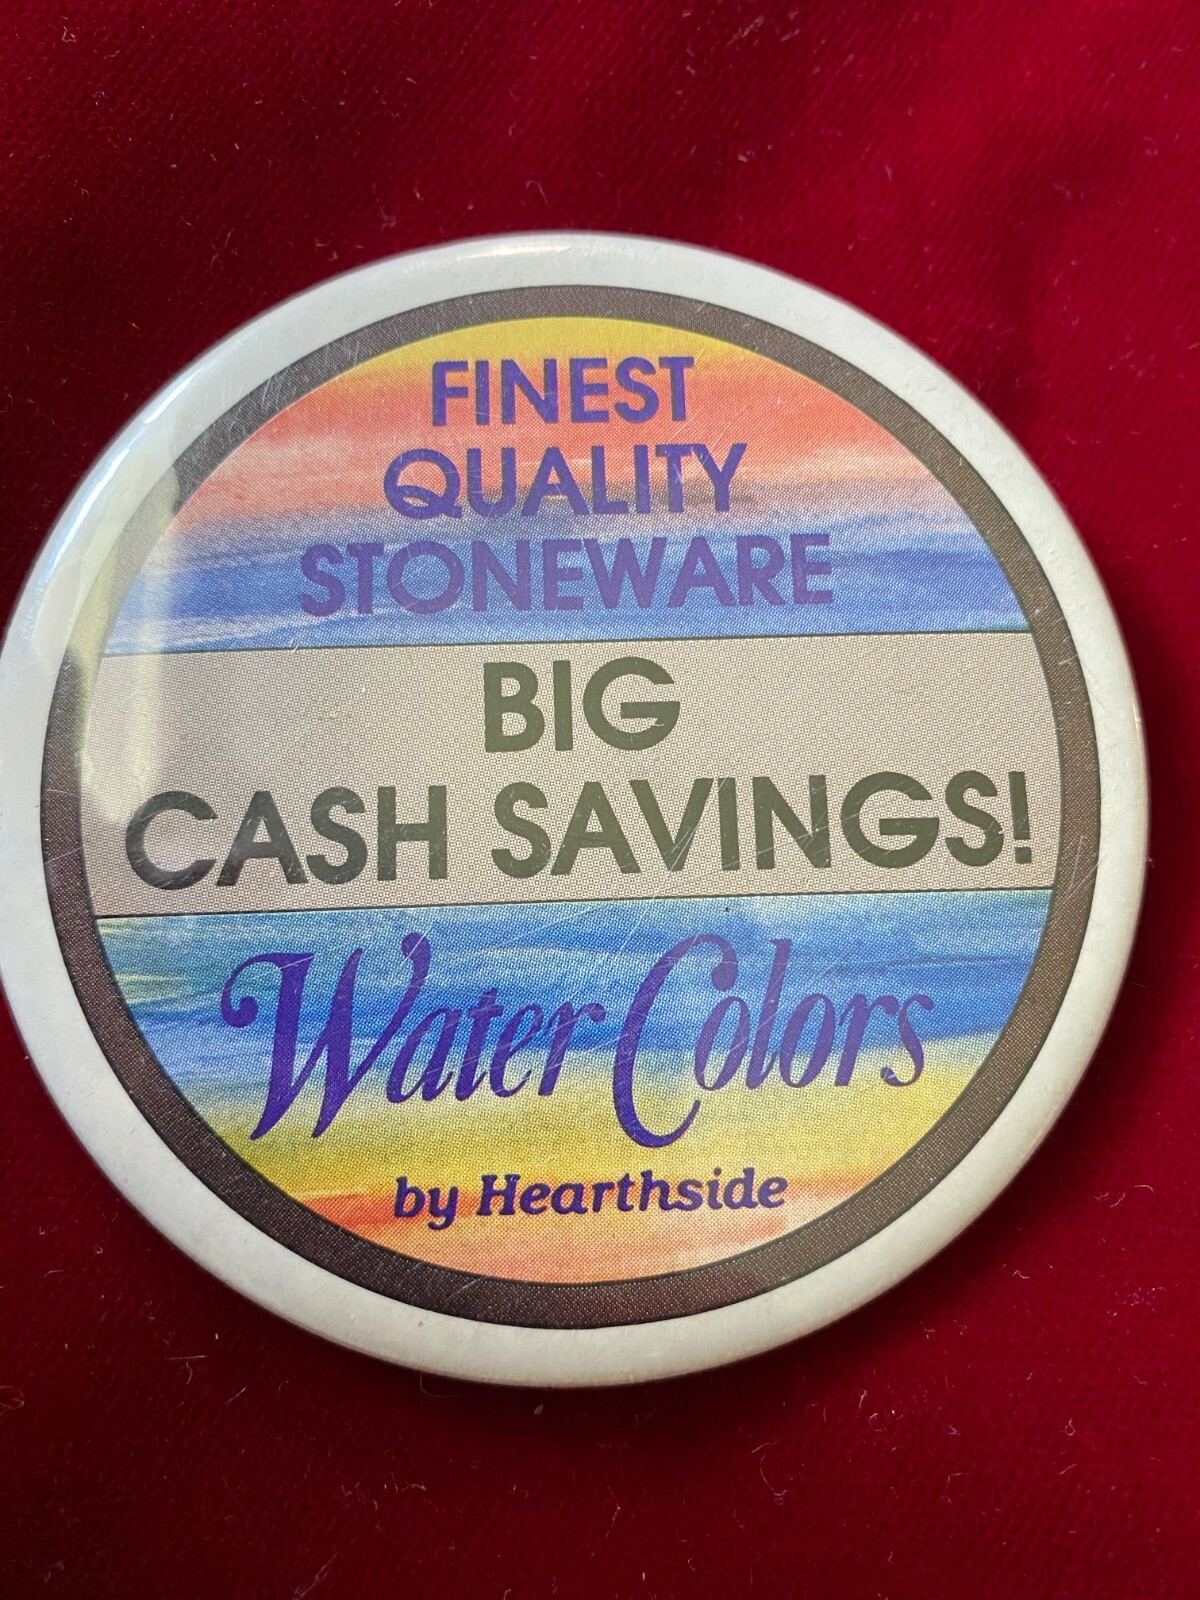 FINEST
QUALITY
STONEWARE
BIG
CASH SAVINGS!
Water Colors
by Hearthside